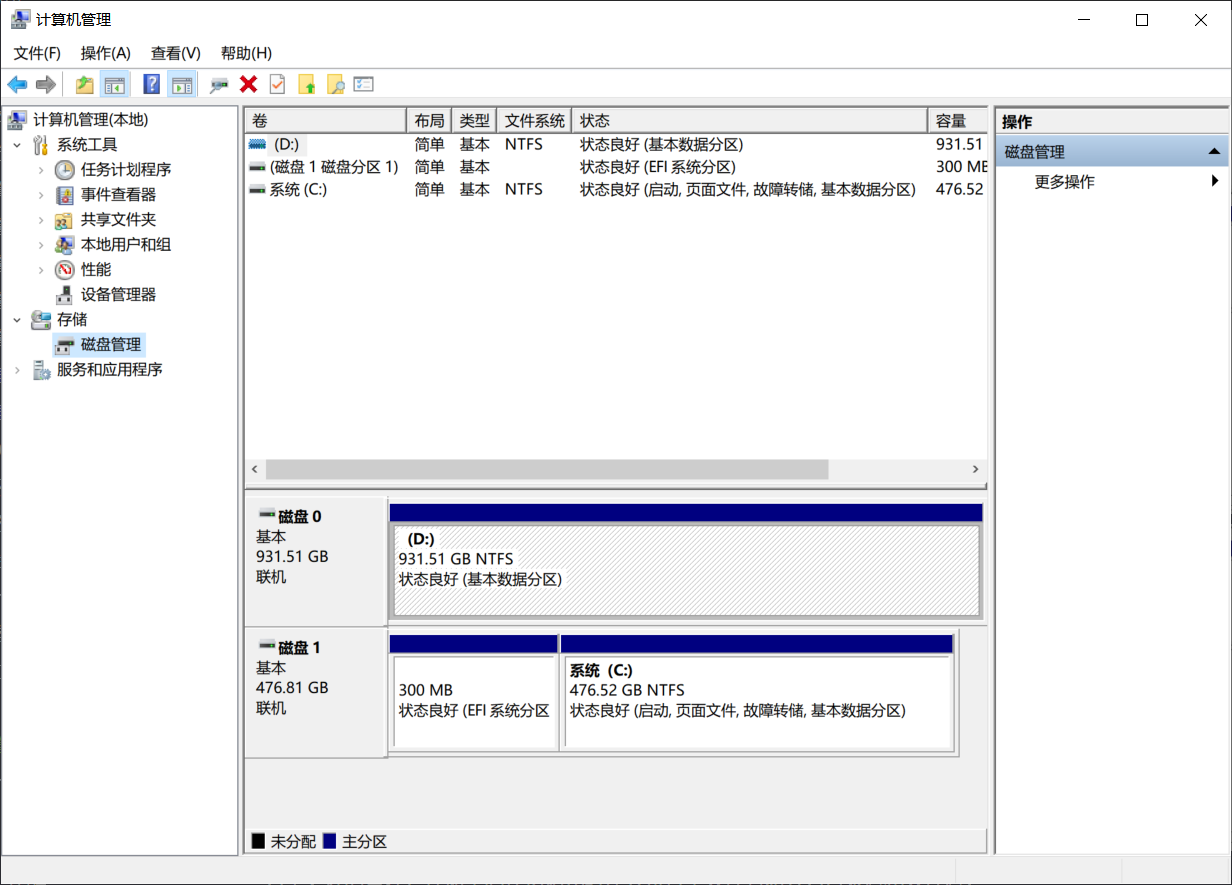 计算机管理
文件(F) 操作(A) 查看(V) 帮助(H)
计算机管理(本地)
系统工具
任务计划程序
事件查看器
共享文件夹
本地用户和组
性能
设备管理器
存储
磁盘管理
服务和应用程序
卷 布局 类型 文件系统 状态 容量
(D:) 简单 基本 NTFS 状态良好 (基本数据分区) 931.51
(磁盘 1 磁盘分区 1) 简单 基本 状态良好 (EFI 系统分区) 300 MB
系统 (C:) 简单 基本 NTFS 状态良好 (启动, 页面文件, 故障转储, 基本数据分区) 476.52
磁盘 0
基本
931.51 GB
联机
(D:)
931.51 GB NTFS
状态良好 (基本数据分区)
磁盘 1
基本
476.81 GB
联机
300 MB
状态良好 (EFI 系统分区
系统 (C:)
476.52 GB NTFS
状态良好 (启动, 页面文件, 故障转储, 基本数据分区)
未分配 主分区
操作
磁盘管理
更多操作